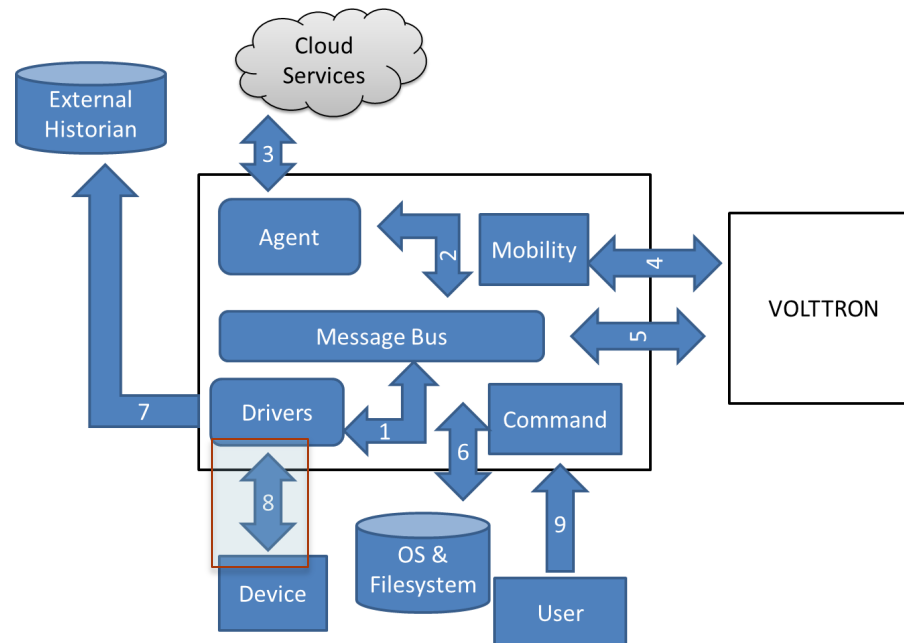 Cloud
Services
External
Historian
3
Agent
Mobility
2
4
VOLTTRON
Message Bus
5
Drivers
7
1
Command
6
8
9
OS &
Filesystem
Device
User